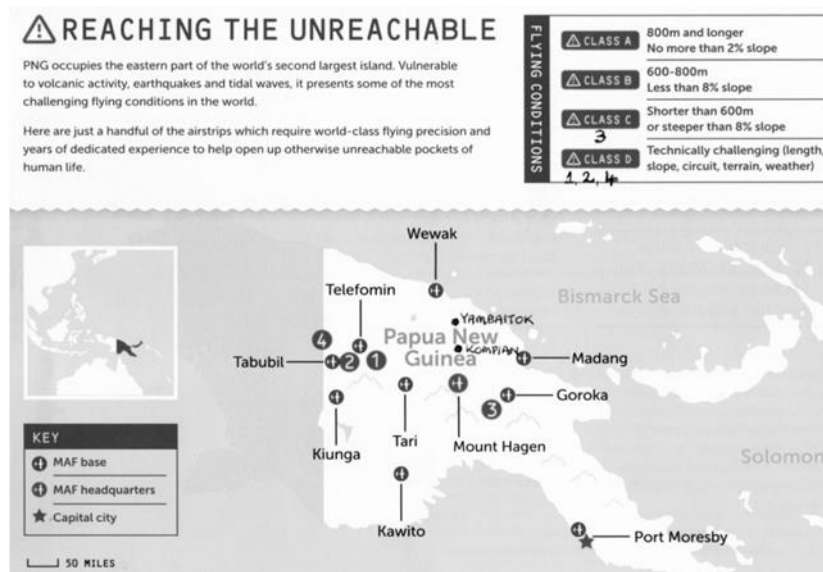 REACHING THE UNREACHABLE
PNG occupies the eastern part of the world's second largest island. Vulnerable
to volcanic activity, earthquakes and tidal waves, it presents some of the most
challenging flying conditions in the world.
Here are just a handful of the airstrips which require world-class flying precision and
years of dedicated experience to help open up otherwise unreachable pockets of
human life.
FLYING CONDITIONS
CLASS A
800m and longer
No more than 2% slope
CLASS B
600-800m
Less than 8% slope
CLASS C
Shorter than 600m
or steeper than 8% slope
3
CLASS D
Technically challenging (length,
slope, circuit, terrain, weather)
1, 2, 4
Wewak
Bismarck Sea
Telefomin
YAMBAITOK
Papua New
Guinea
KOMPIAN
4
Tabubil
2
1
Madang
Goroka
3
Kiunga
Tari
Mount Hagen
Solomon
Kawito
Port Moresby
KEY
MAF base
MAF headquarters
Capital city
50 MILES